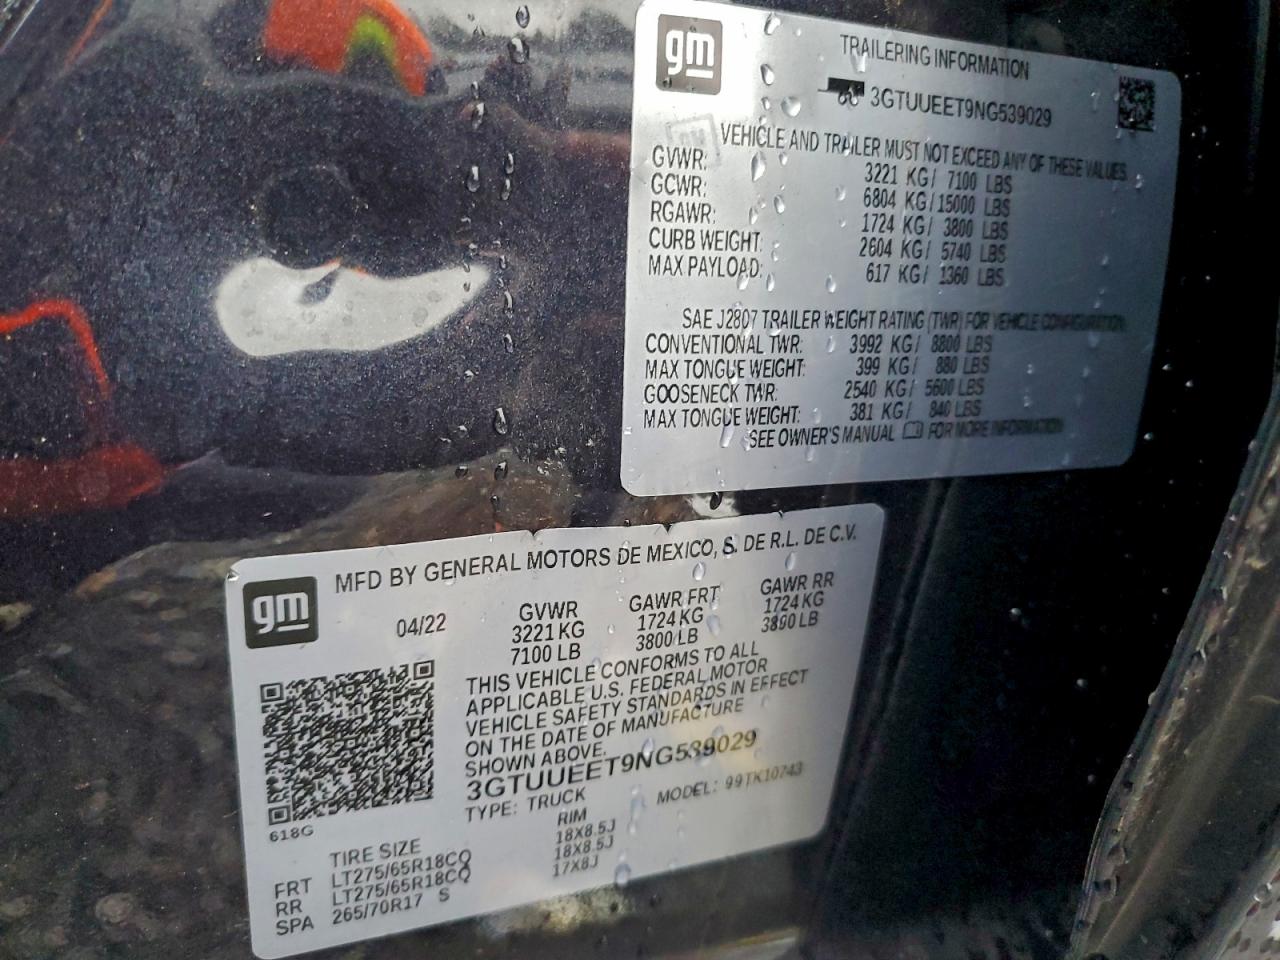 gm
TRAILERING INFORMATION
3GTUUEET9NG539029
VEHICLE AND TRAILER MUST NOT EXCEED ANY OF THESE VALUES.
GVWR: 3221 KG/ 7100 LBS
GCWR: 6804 KG/15000 LBS
RGAWR: 1724 KG/ 3800 LBS
CURB WEIGHT: 2604 KG/ 5740 LBS
MAX PAYLOAD: 617 KG/ 1360 LBS
SAE J2807 TRAILER WEIGHT RATING (TWR) FOR VEHICLE CONFIGURATION
CONVENTIONAL TWR: 3992 KG/ 8800 LBS
MAX TONGUE WEIGHT: 399 KG/ 880 LBS
GOOSENECK TWR: 2540 KG/ 5600 LBS
MAX TONGUE WEIGHT: 381 KG/ 840 LBS
SEE OWNER'S MANUAL FOR MORE INFORMATION
gm
MFD BY GENERAL MOTORS DE MEXICO, S. DE R.L. DE C.V.
04/22
GVWR GAWR FRT GAWR RR
3221 KG 1724 KG 1724 KG
7100 LB 3800 LB 3800 LB
THIS VEHICLE CONFORMS TO ALL
APPLICABLE U.S. FEDERAL MOTOR
VEHICLE SAFETY STANDARDS IN EFFECT
ON THE DATE OF MANUFACTURE
SHOWN ABOVE.
3GTUUEET9NG539029
TYPE: TRUCK MODEL: 99TK10743
618G
TIRE SIZE RIM
FRT LT275/65R18CQ 18X8.5J
RR LT275/65R18CQ 18X8.5J
SPA 265/70R17 S 17X8J